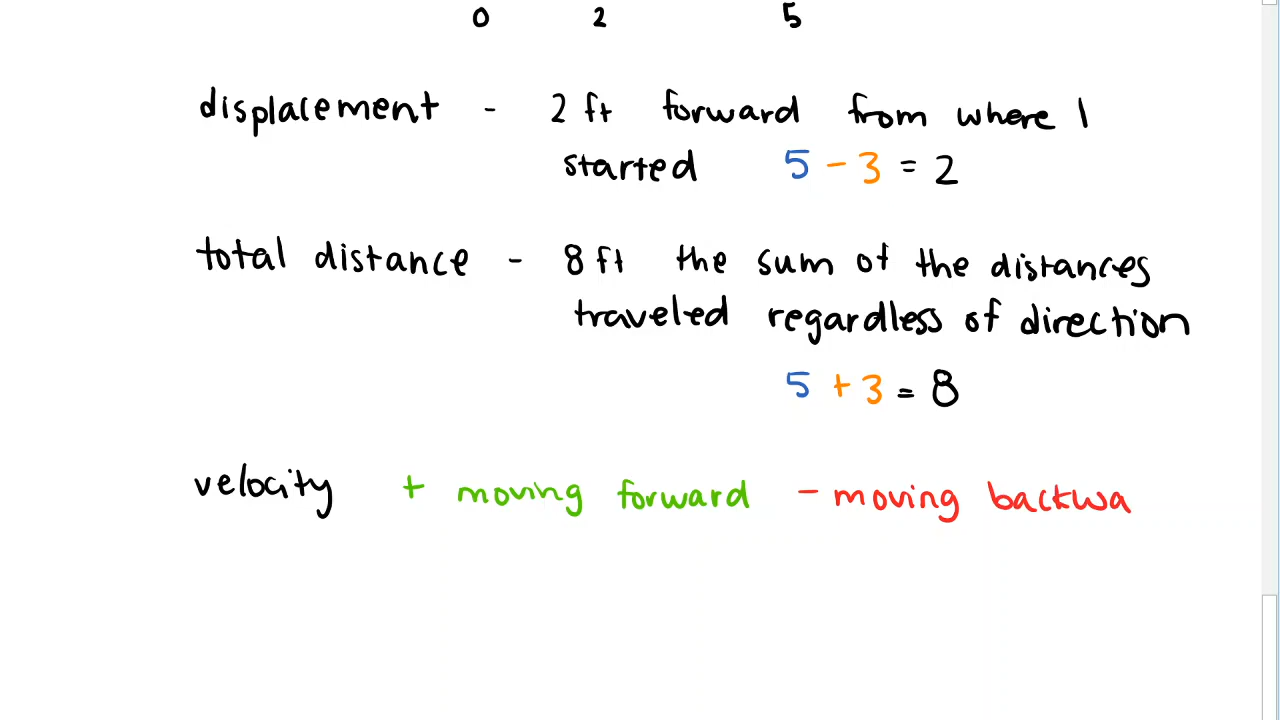 0 2 5
displacement - 2 ft forward from where I
started 5 - 3 = 2
total distance - 8 ft the sum of the distances
traveled regardless of direction
5 + 3 = 8
velocity + moving forward - moving backwa